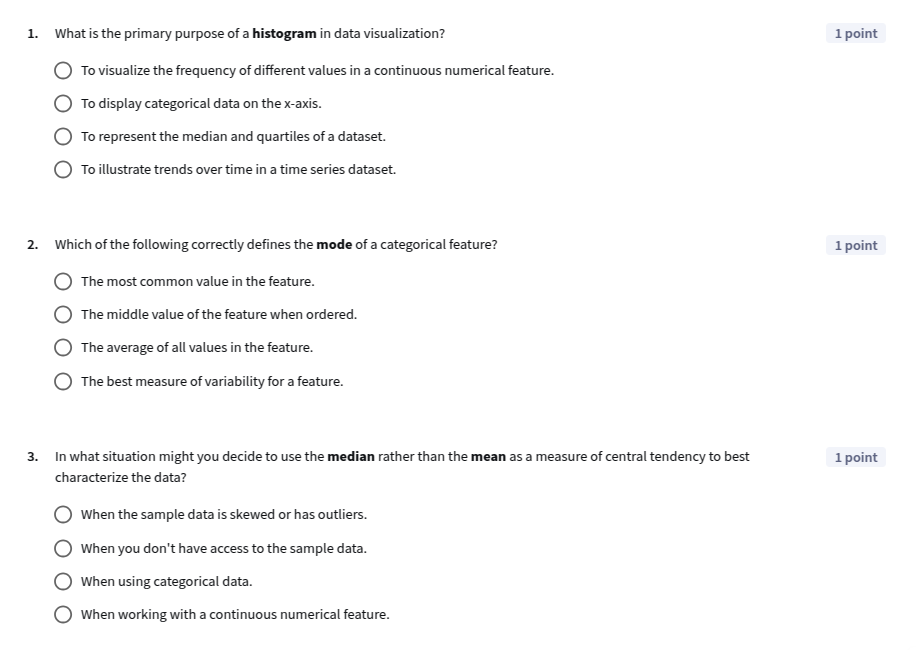 1. What is the primary purpose of a histogram in data visualization? 1 point
To visualize the frequency of different values in a continuous numerical feature.
To display categorical data on the x-axis.
To represent the median and quartiles of a dataset.
To illustrate trends over time in a time series dataset.
2. Which of the following correctly defines the mode of a categorical feature? 1 point
The most common value in the feature.
The middle value of the feature when ordered.
The average of all values in the feature.
The best measure of variability for a feature.
3. In what situation might you decide to use the median rather than the mean as a measure of central tendency to best 1 point
characterize the data?
When the sample data is skewed or has outliers.
When you don't have access to the sample data.
When using categorical data.
When working with a continuous numerical feature.